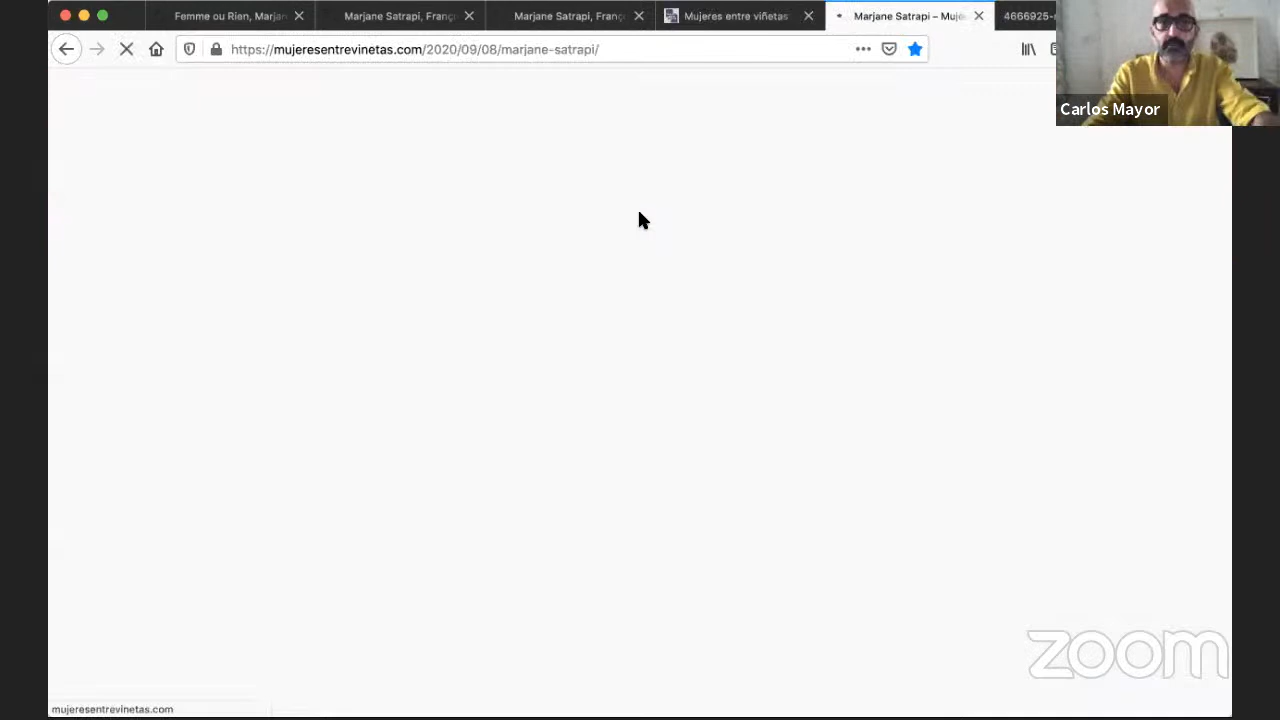 Femme ou Rien, Marjan
Marjane Satrapi, Franç
Marjane Satrapi, Franç
Mujeres entre viñetas
Marjane Satrapi – Muje
4666925-
https://mujeresentrevinetas.com/2020/09/08/marjane-satrapi/
Carlos Mayor
zoom
mujeresentrevinetas.com